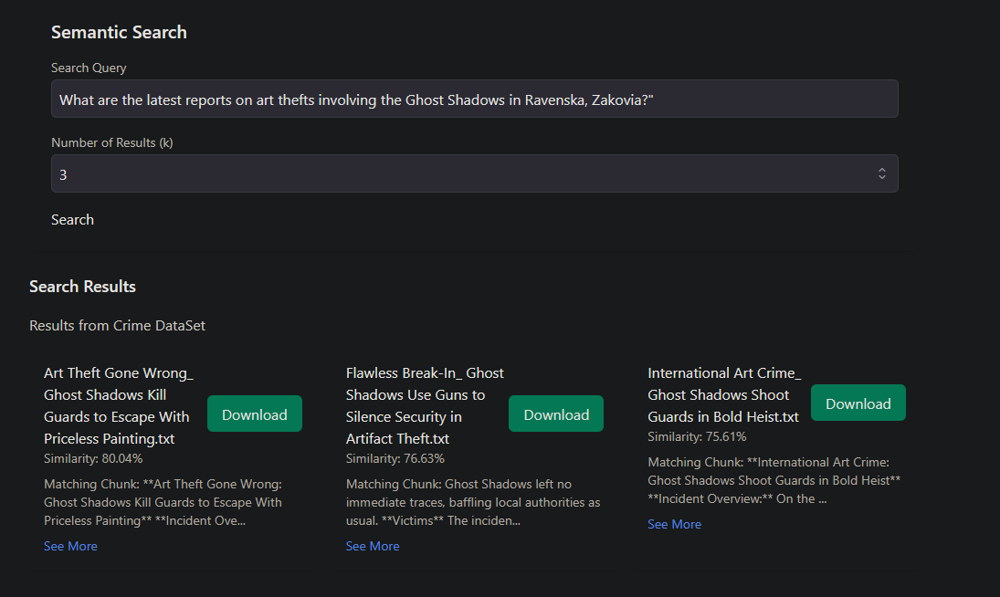 Semantic Search
Search Query
What are the latest reports on art thefts involving the Ghost Shadows in Ravenska, Zakovia?"
Number of Results (k)
3
Search
Search Results
Results from Crime DataSet
Art Theft Gone Wrong_
Ghost Shadows Kill
Guards to Escape With
Priceless Painting.txt
Download
Similarity: 80.04%
Matching Chunk: **Art Theft Gone Wrong:
Ghost Shadows Kill Guards to Escape With
Priceless Painting** **Incident Ove...
See More
Flawless Break-In_ Ghost
Shadows Use Guns to
Silence Security in
Artifact Theft.txt
Download
Similarity: 76.63%
Matching Chunk: Ghost Shadows left no
immediate traces, baffling local authorities as
usual. **Victims** The inciden...
See More
International Art Crime_
Ghost Shadows Shoot
Guards in Bold Heist.txt
Download
Similarity: 75.61%
Matching Chunk: **International Art Crime:
Ghost Shadows Shoot Guards in Bold Heist**
**Incident Overview:** On the ...
See More